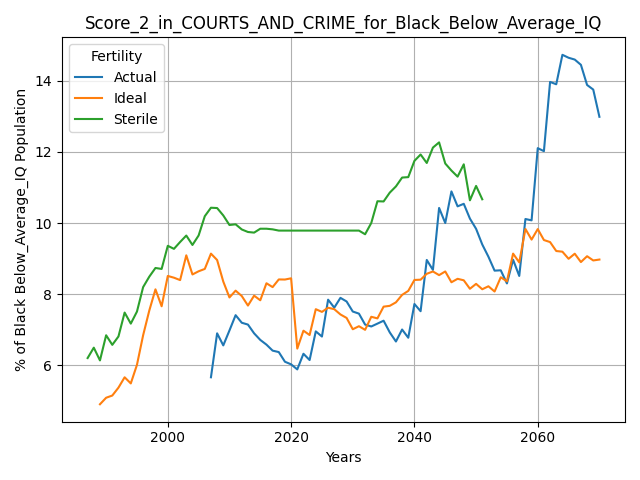 Score_2_in_COURTS_AND_CRIME_for_Black_Below_Average_IQ
Fertility
Actual
Ideal
Sterile
% of Black Below_Average_IQ Population
14
12
10
8
6
2000
2020
2040
2060
Years